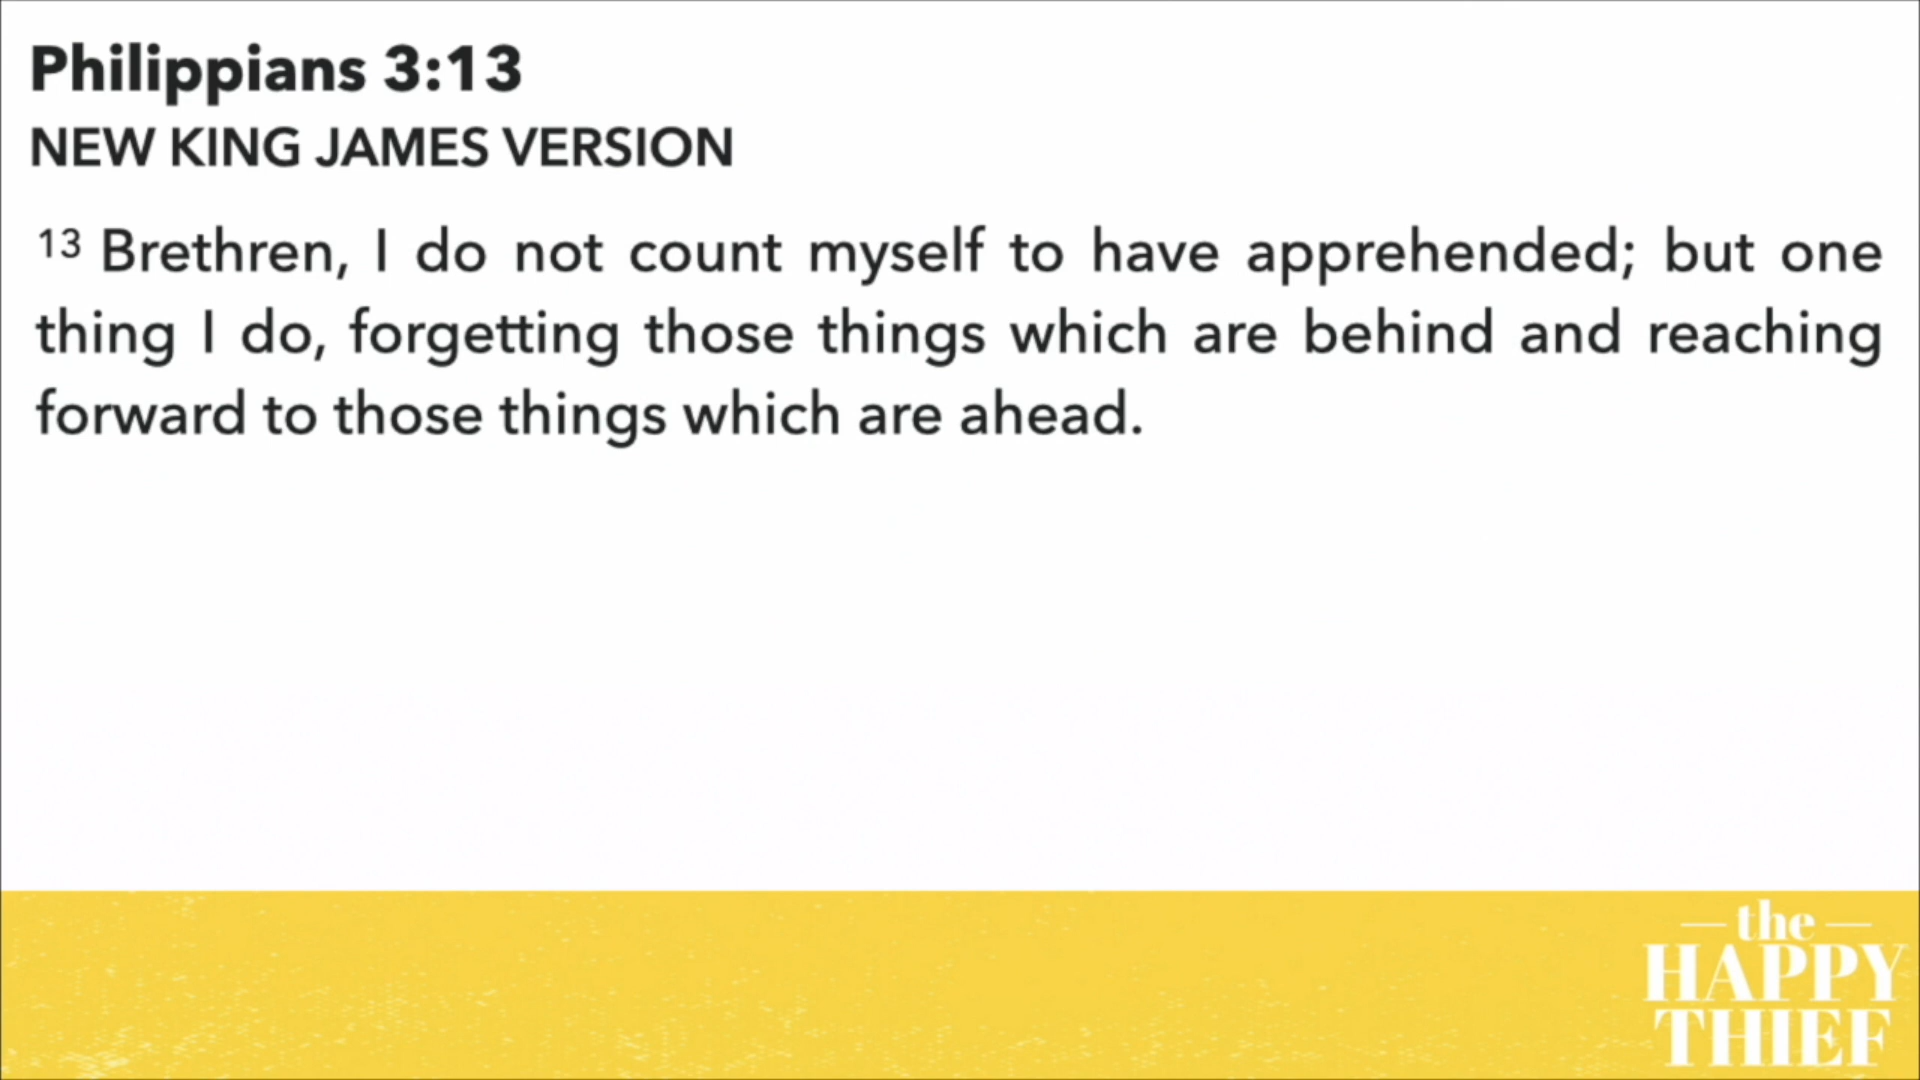 Philippians 3:13
NEW KING JAMES VERSION
13 Brethren, I do not count myself to have apprehended; but one
thing I do, forgetting those things which are behind and reaching
forward to those things which are ahead.
the
HAPPY
THIEF